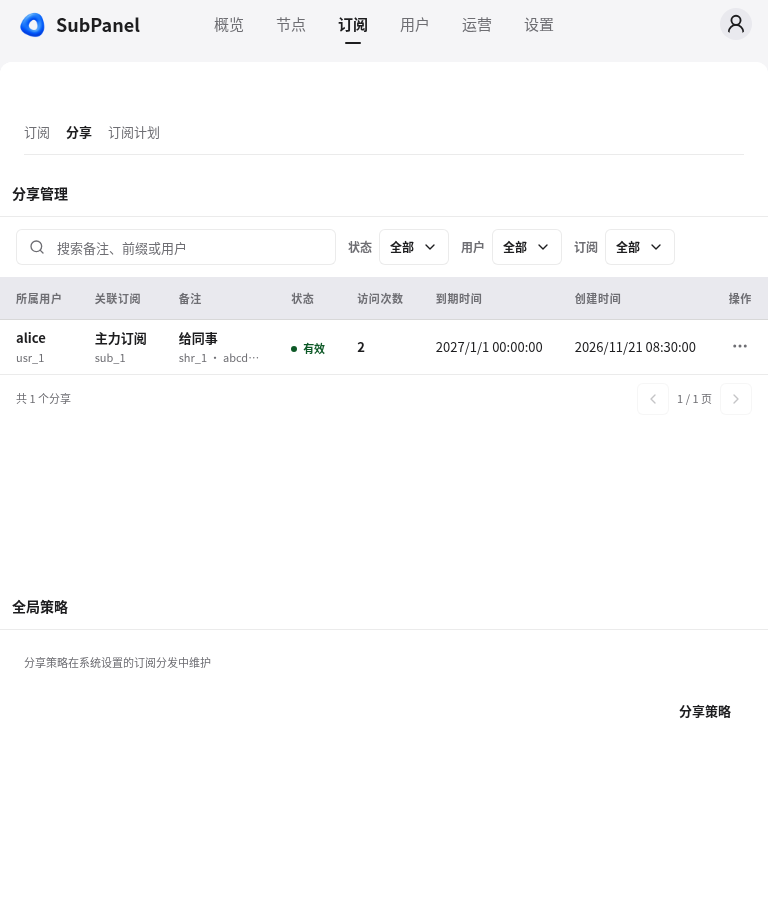 SubPanel
概览 节点 订阅 用户 运营 设置
订阅 分享 订阅计划
分享管理
搜索备注、前缀或用户 状态 全部 用户 全部 订阅 全部
所属用户 关联订阅 备注 状态 访问次数 到期时间 创建时间 操作
alice 主力订阅 给同事 有效 2 2027/1/1 00:00:00 2026/11/21 08:30:00 ···
usr_1 sub_1 shr_1 · abcd···
共 1 个分享 1 / 1 页
全局策略
分享策略在系统设置的订阅分发中维护
分享策略